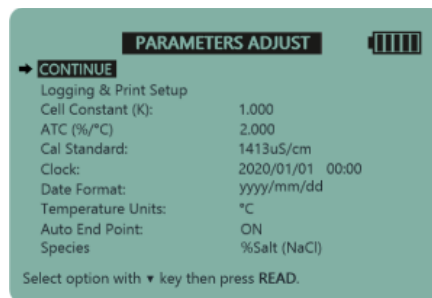 PARAMETERS ADJUST
CONTINUE
Logging & Print Setup
Cell Constant (K): 1.000
ATC (%/°C) 2.000
Cal Standard: 1413uS/cm
Clock: 2020/01/01 00:00
Date Format: yyyy/mm/dd
Temperature Units: °C
Auto End Point: ON
Species %Salt (NaCl)
Select option with ▼ key then press READ.